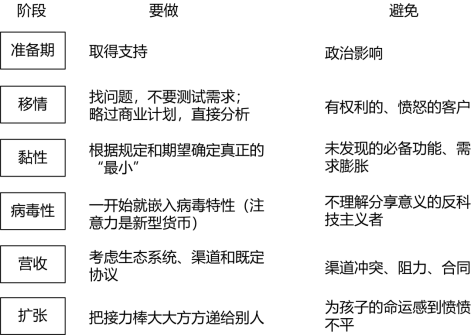 阶段 要做 避免
准备期 取得支持 政治影响
移情 找问题，不要测试需求；
略过商业计划，直接分析 有权利的、愤怒的客户
黏性 根据规定和期望确定真正的
“最小” 未发现的必备功能、需
求膨胀
病毒性 一开始就嵌入病毒特性（注
意力是新型货币） 不理解分享意义的反科
技主义者
营收 考虑生态系统、渠道和既定
协议 渠道冲突、阻力、合同
扩张 把接力棒大大方方递给别人 为孩子的命运感到愤愤
不平